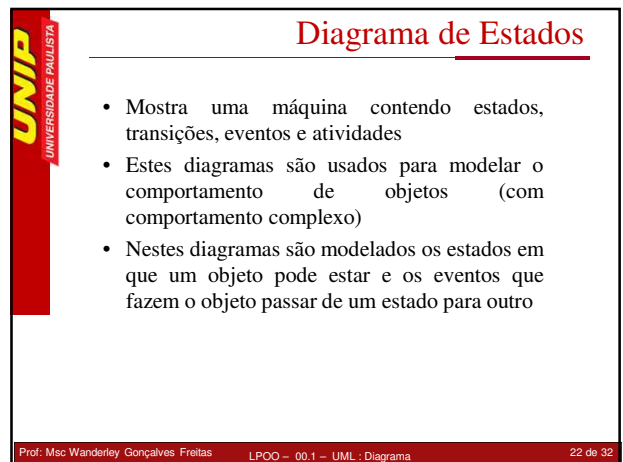 UNIP
UNIVERSIDADE PAULISTA
Diagrama de Estados
• Mostra uma máquina contendo estados,
transições, eventos e atividades
• Estes diagramas são usados para modelar o
comportamento de objetos (com
comportamento complexo)
• Nestes diagramas são modelados os estados em
que um objeto pode estar e os eventos que
fazem o objeto passar de um estado para outro
Prof: Msc Wanderley Gonçalves Freitas
LPOO – 00.1 – UML : Diagrama
22 de 32